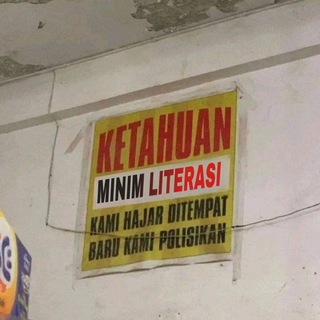 KETAHUAN
MINIM LITERASI
KAMI HAJAR DITEMPAT
BARU KAMI POLISIKAN